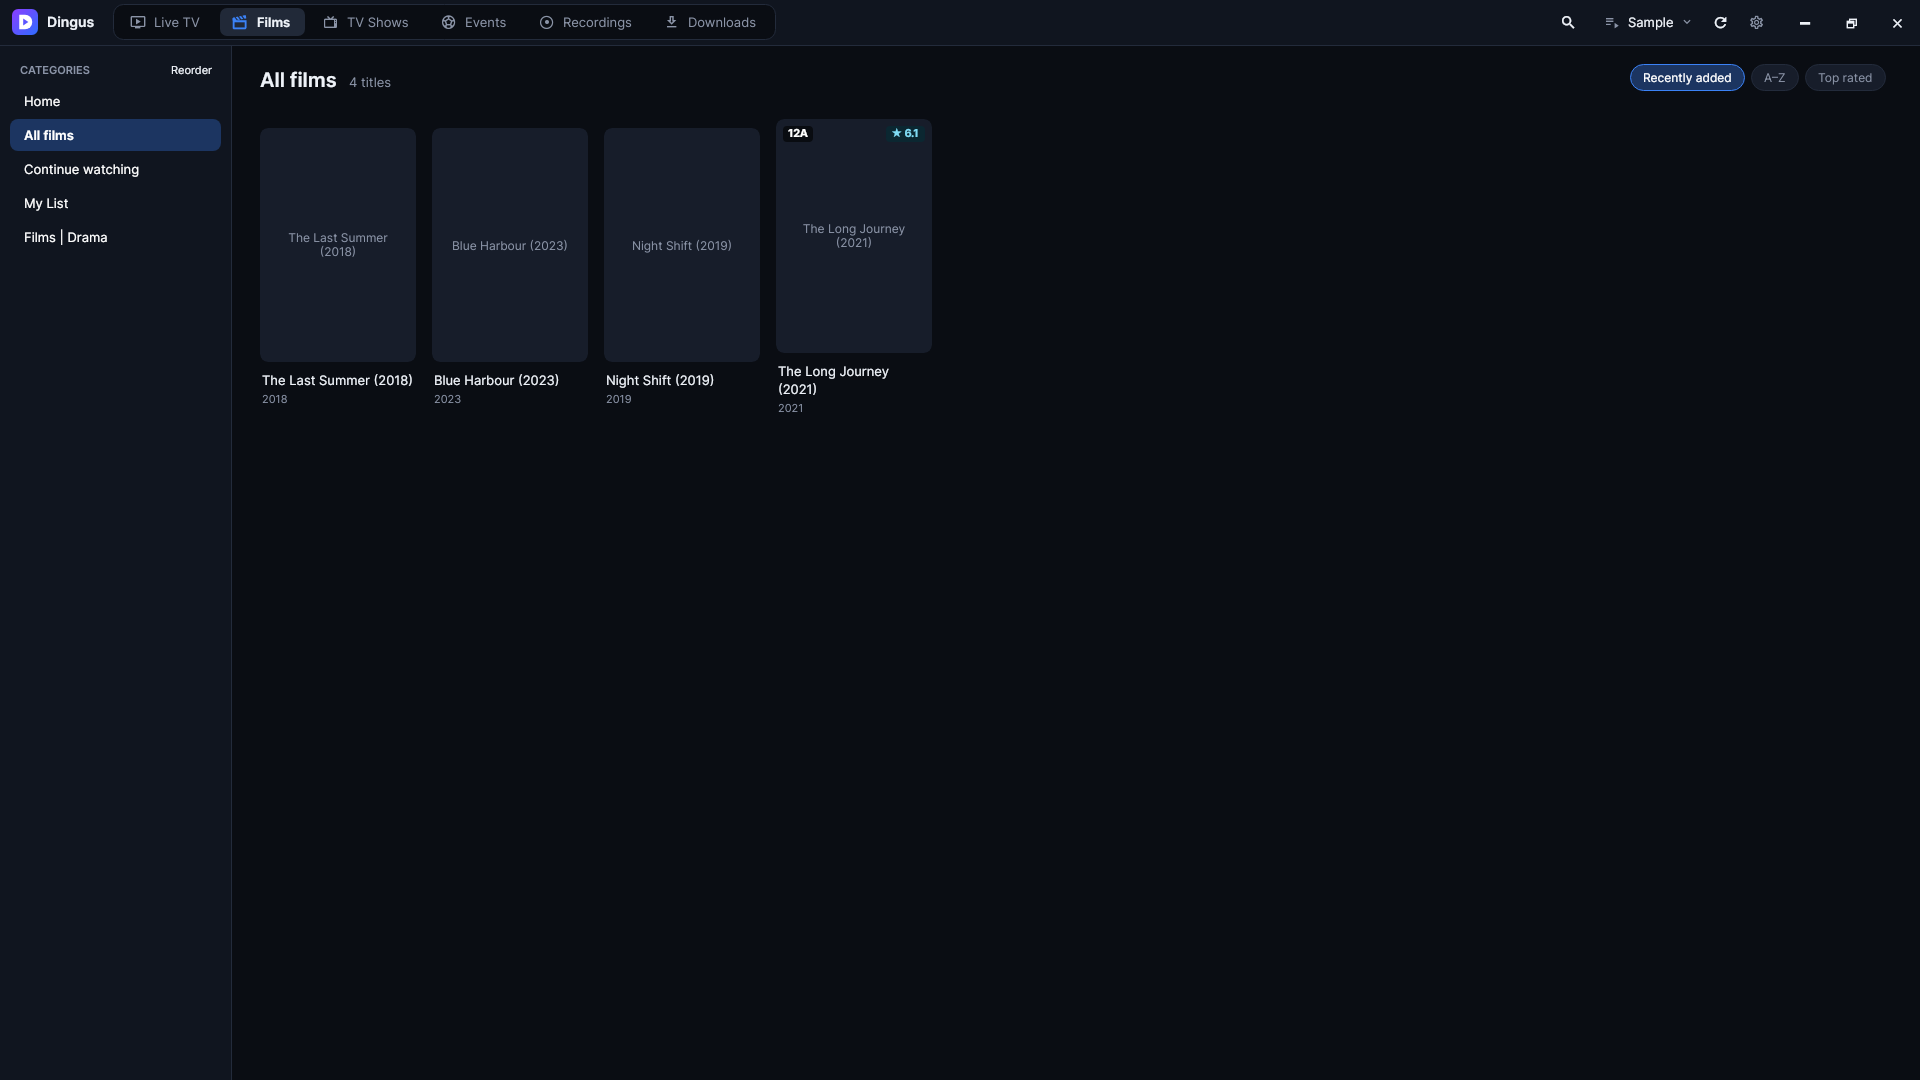 Dingus
Live TV
Films
TV Shows
Events
Recordings
Downloads
Sample
CATEGORIES
Reorder
Home
All films
Continue watching
My List
Films | Drama
All films
4 titles
Recently added
A–Z
Top rated
The Last Summer
(2018)
The Last Summer (2018)
2018
Blue Harbour (2023)
Blue Harbour (2023)
2023
Night Shift (2019)
Night Shift (2019)
2019
12A
★ 6.1
The Long Journey
(2021)
The Long Journey
(2021)
2021